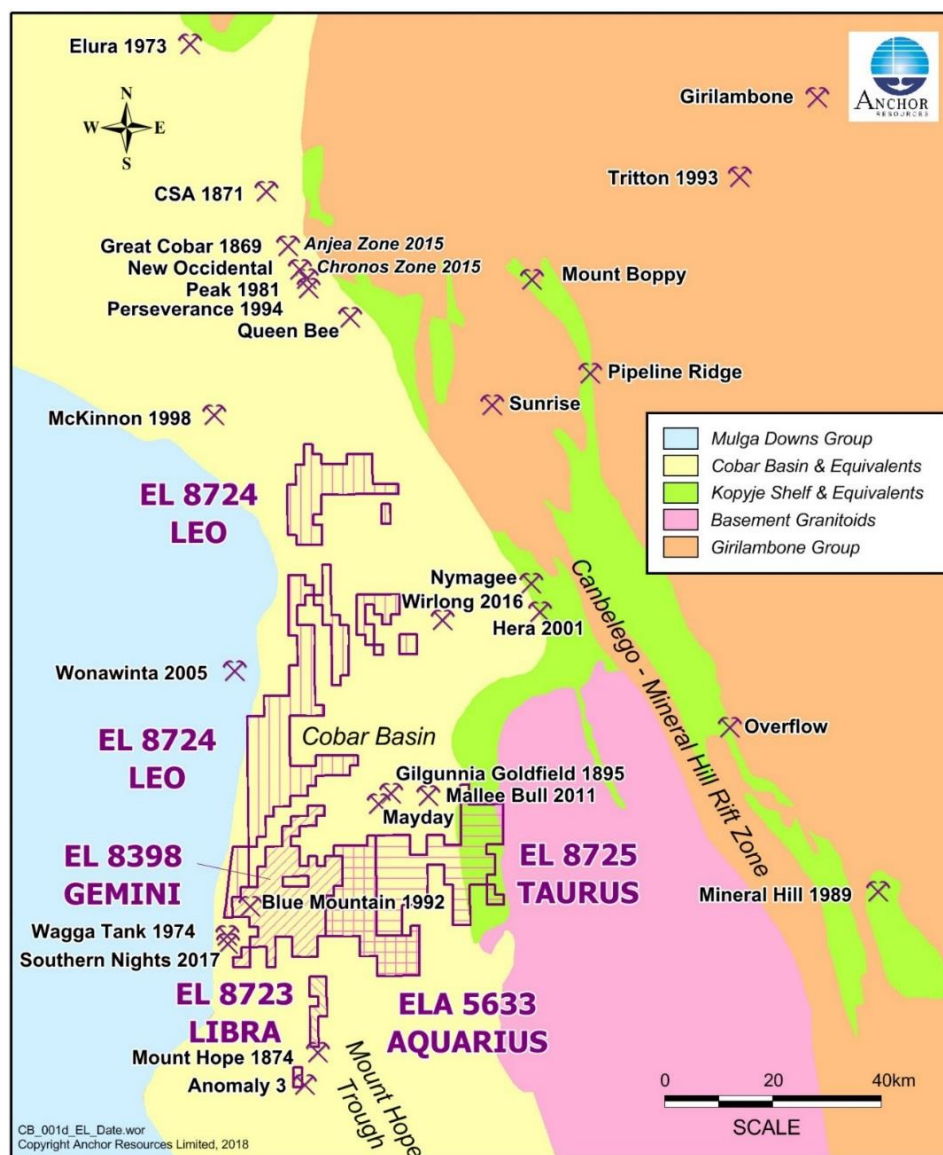 Elura 1973
N
W
E
S
Girilambone
ANCHOR
RESOURCES
Tritton 1993
CSA 1871
Great Cobar 1869
Anjea Zone 2015
New Occidental
Chronos Zone 2015
Peak 1981
Perseverance 1994
Queen Bee
Mount Boppy
Pipeline Ridge
Sunrise
McKinnon 1998
Mulga Downs Group
Cobar Basin & Equivalents
Kopyje Shelf & Equivalents
Basement Granitoids
Girilambone Group
EL 8724
LEO
Nymagee
Wirlong 2016
Hera 2001
Canbelego - Mineral Hill Rift Zone
Wonawinta 2005
Overflow
EL 8724
LEO
Cobar Basin
Gilgunnia Goldfield 1895
Mallee Bull 2011
Mayday
EL 8398
GEMINI
EL 8725
TAURUS
Blue Mountain 1992
Mineral Hill 1989
Wagga Tank 1974
Southern Nights 2017
EL 8723
LIBRA
ELA 5633
AQUARIUS
Mount Hope 1874
Anomaly 3
Mount Hope
Trough
0
20
40km
SCALE
CB_001d_EL_Date.wor
Copyright Anchor Resources Limited, 2018